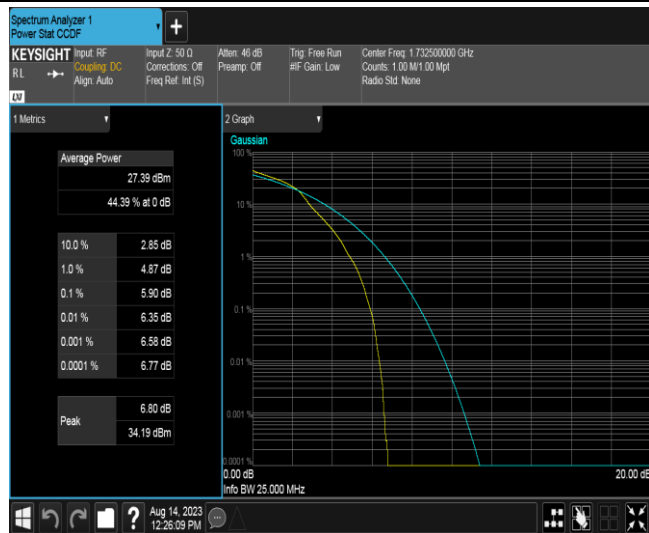 Spectrum Analyzer 1
Power Stat CCDF
+
KEYSIGHT
RL
Input: RF
Coupling: DC
Align: Auto
Input Z: 50 Ω
Corrections: Off
Freq Ref: Int (S)
Atten: 46 dB
Preamp: Off
Trig: Free Run
#IF Gain: Low
Center Freq: 1.732500000 GHz
Counts: 1.00 M/1.00 Mpt
Radio Std: None
1 Metrics
Average Power
27.39 dBm
44.39 % at 0 dB
10.0 % 2.85 dB
1.0 % 4.87 dB
0.1 % 5.90 dB
0.01 % 6.35 dB
0.001 % 6.58 dB
0.0001 % 6.77 dB
Peak 6.80 dB
34.19 dBm
2 Graph
Gaussian
100 %
10 %
1 %
0.1 %
0.01 %
0.001 %
0.0001 %
0.00 dB 20.00 dB
Info BW 25.000 MHz
?
Aug 14, 2023
12:26:09 PM